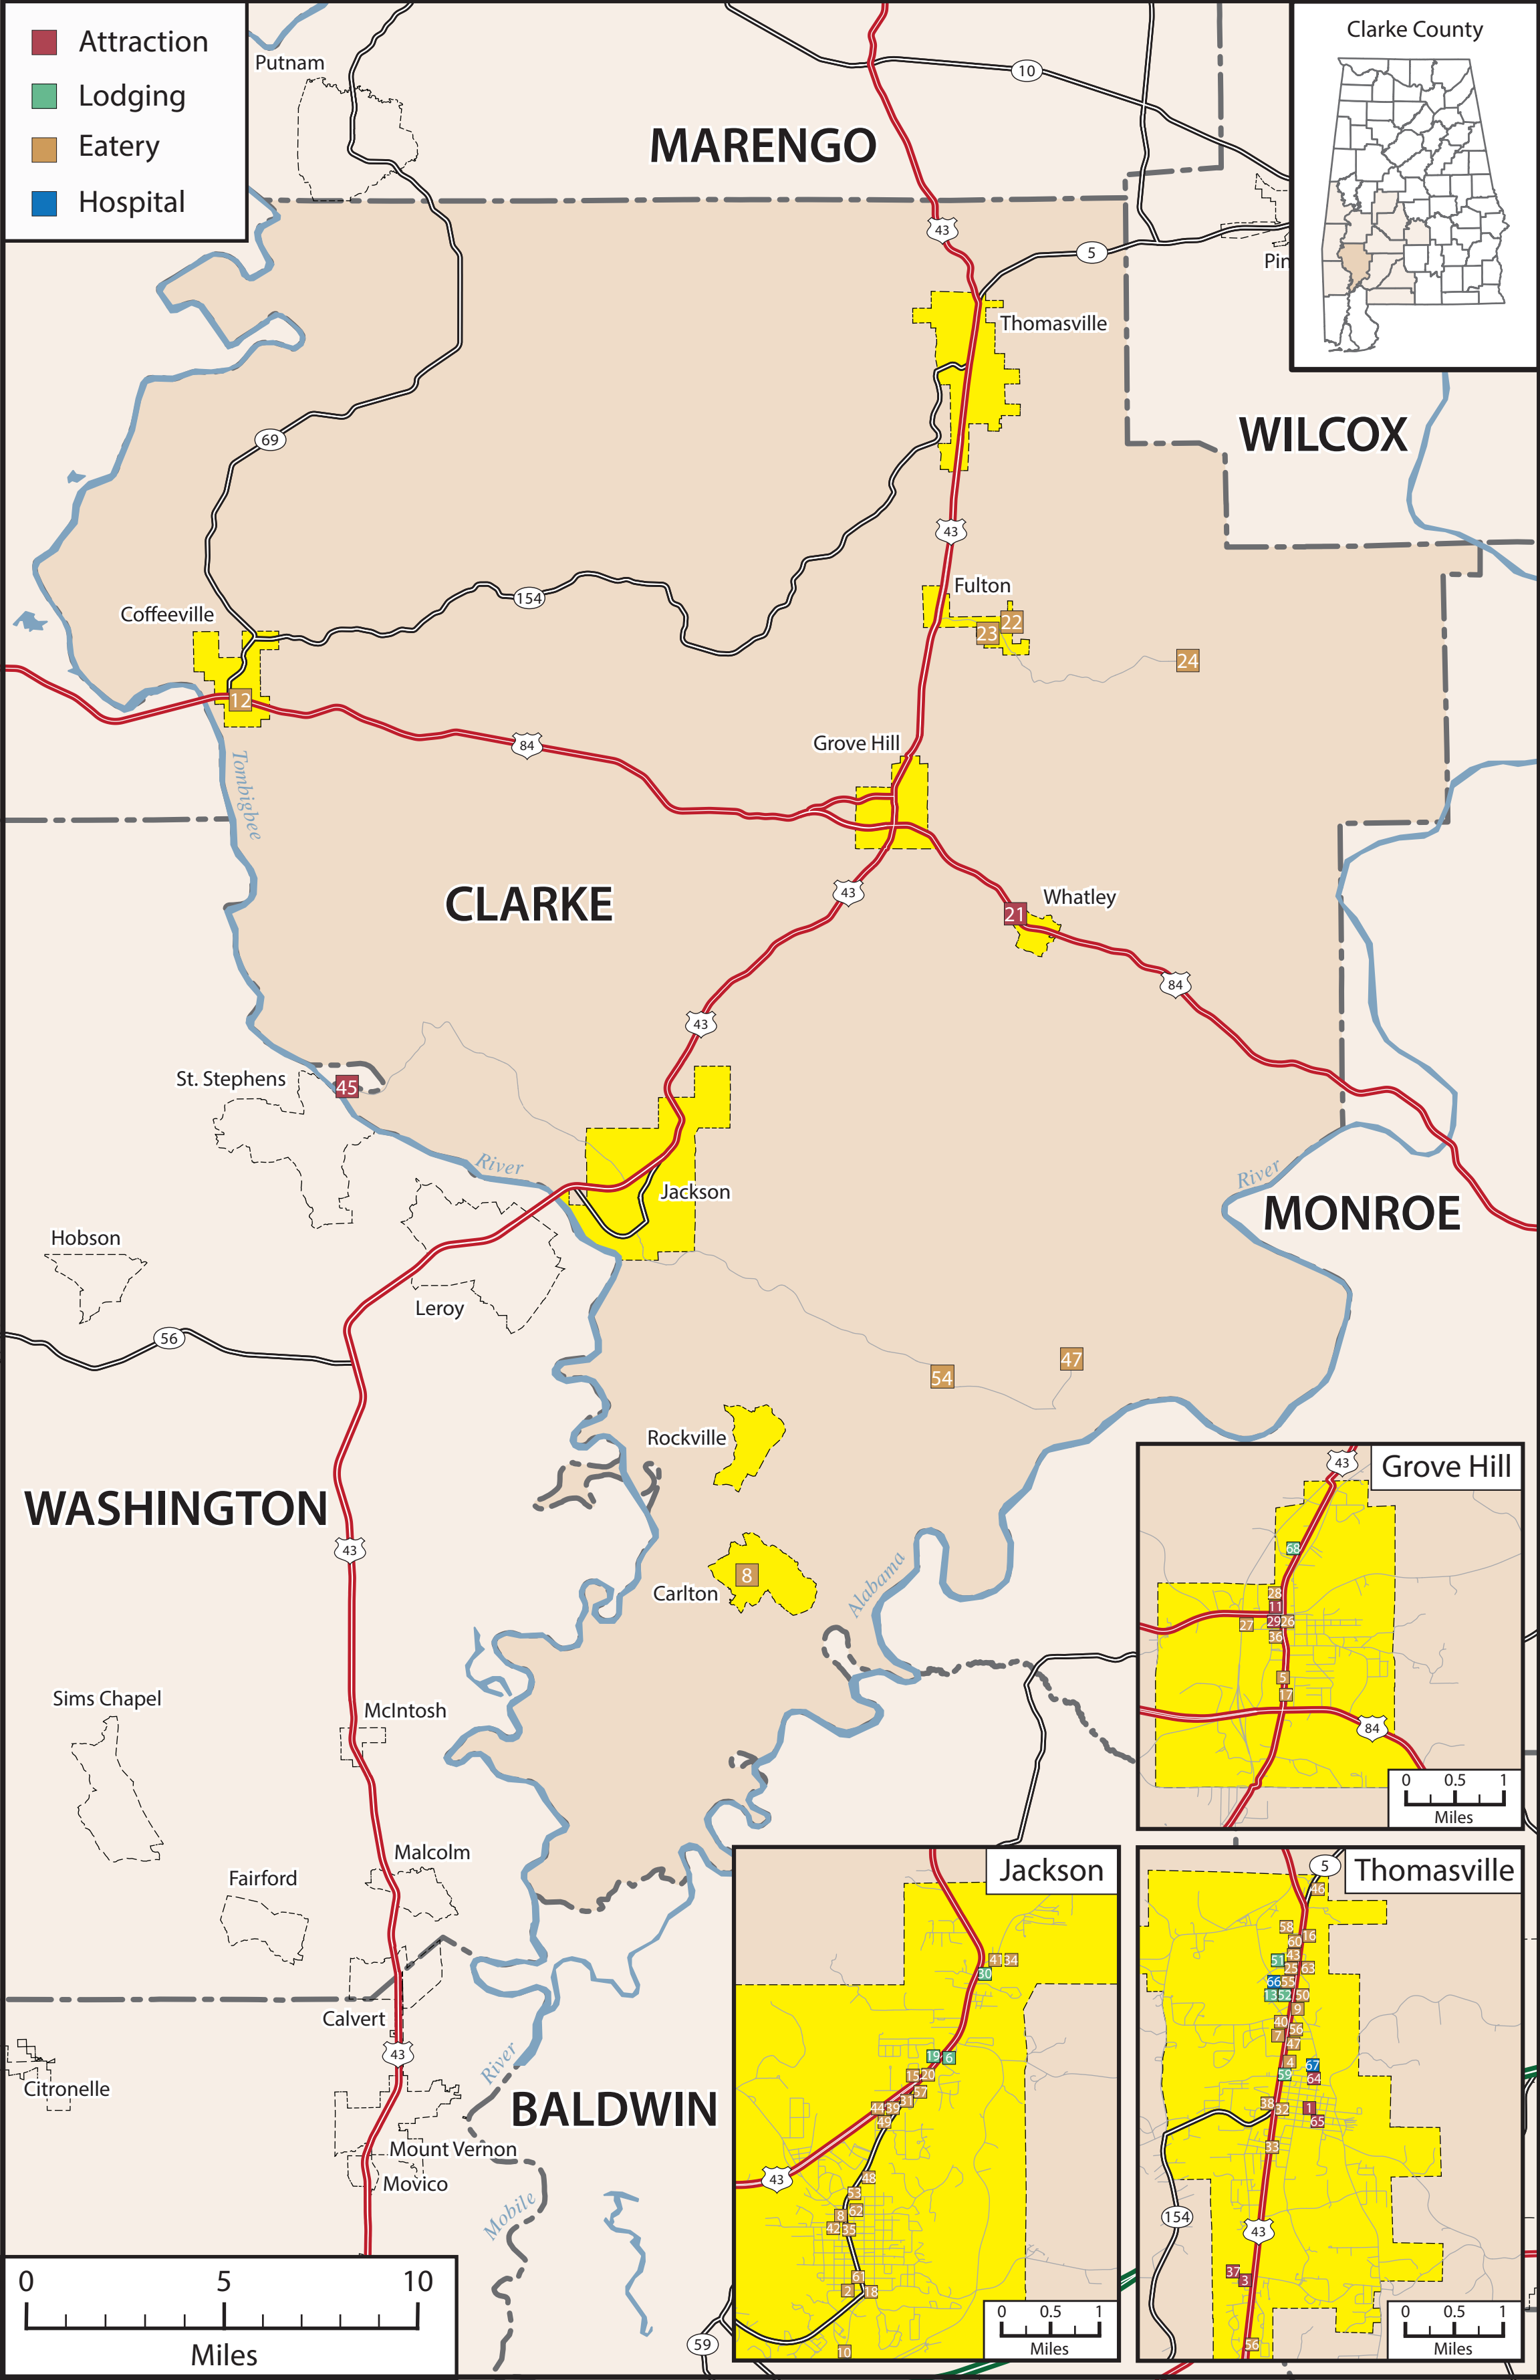 Attraction
Lodging
Eatery
Hospital
Clarke County
Putnam
10
MARENGO
43
5
Pin
Thomasville
WILCOX
69
43
Fulton
154
Coffeeville
22
23
24
12
Grove Hill
84
Tombigbee
CLARKE
43
Whatley
21
84
43
St. Stephens
45
River
River
Jackson
MONROE
Hobson
Leroy
56
47
54
Rockville
WASHINGTON
43
8
Carlton
Alabama
Sims Chapel
McIntosh
Malcolm
Fairford
Calvert
43
River
Citronelle
BALDWIN
Mount Vernon
Movico
Mobile
59
0 5 10
Miles
Grove Hill
43
68
28
11
27 29 26
36
5
17
84
0 0.5 1
Miles
Jackson
41 34
30
19 6
15 20
57
31
44 39
49
43
48
53
62
8
42 35
61
2 18
10
0 0.5 1
Miles
Thomasville
5
46
58
16
60
43
51
25 63
66 55
13 52 50
9
40
56
7
47
4
67
59
64
38 32
1
65
33
154
43
37
3
56
0 0.5 1
Miles